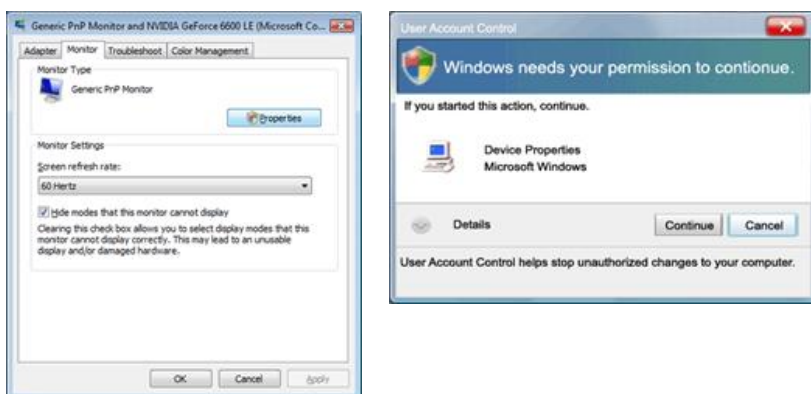 Generic PnP Monitor and NVIDIA GeForce 6600 LE (Microsoft Co...
Adapter Monitor Troubleshoot Color Management
Monitor Type
Generic PnP Monitor
Properties
Monitor Settings
Screen refresh rate:
60 Hertz
Hide modes that this monitor cannot display
Clearing this check box allows you to select display modes that this
monitor cannot display correctly. This may lead to an unusable
display and/or damaged hardware.
OK Cancel Apply
User Account Control
Windows needs your permission to contionue.
If you started this action, continue.
Device Properties
Microsoft Windows
Details Continue Cancel
User Account Control helps stop unauthorized changes to your computer.